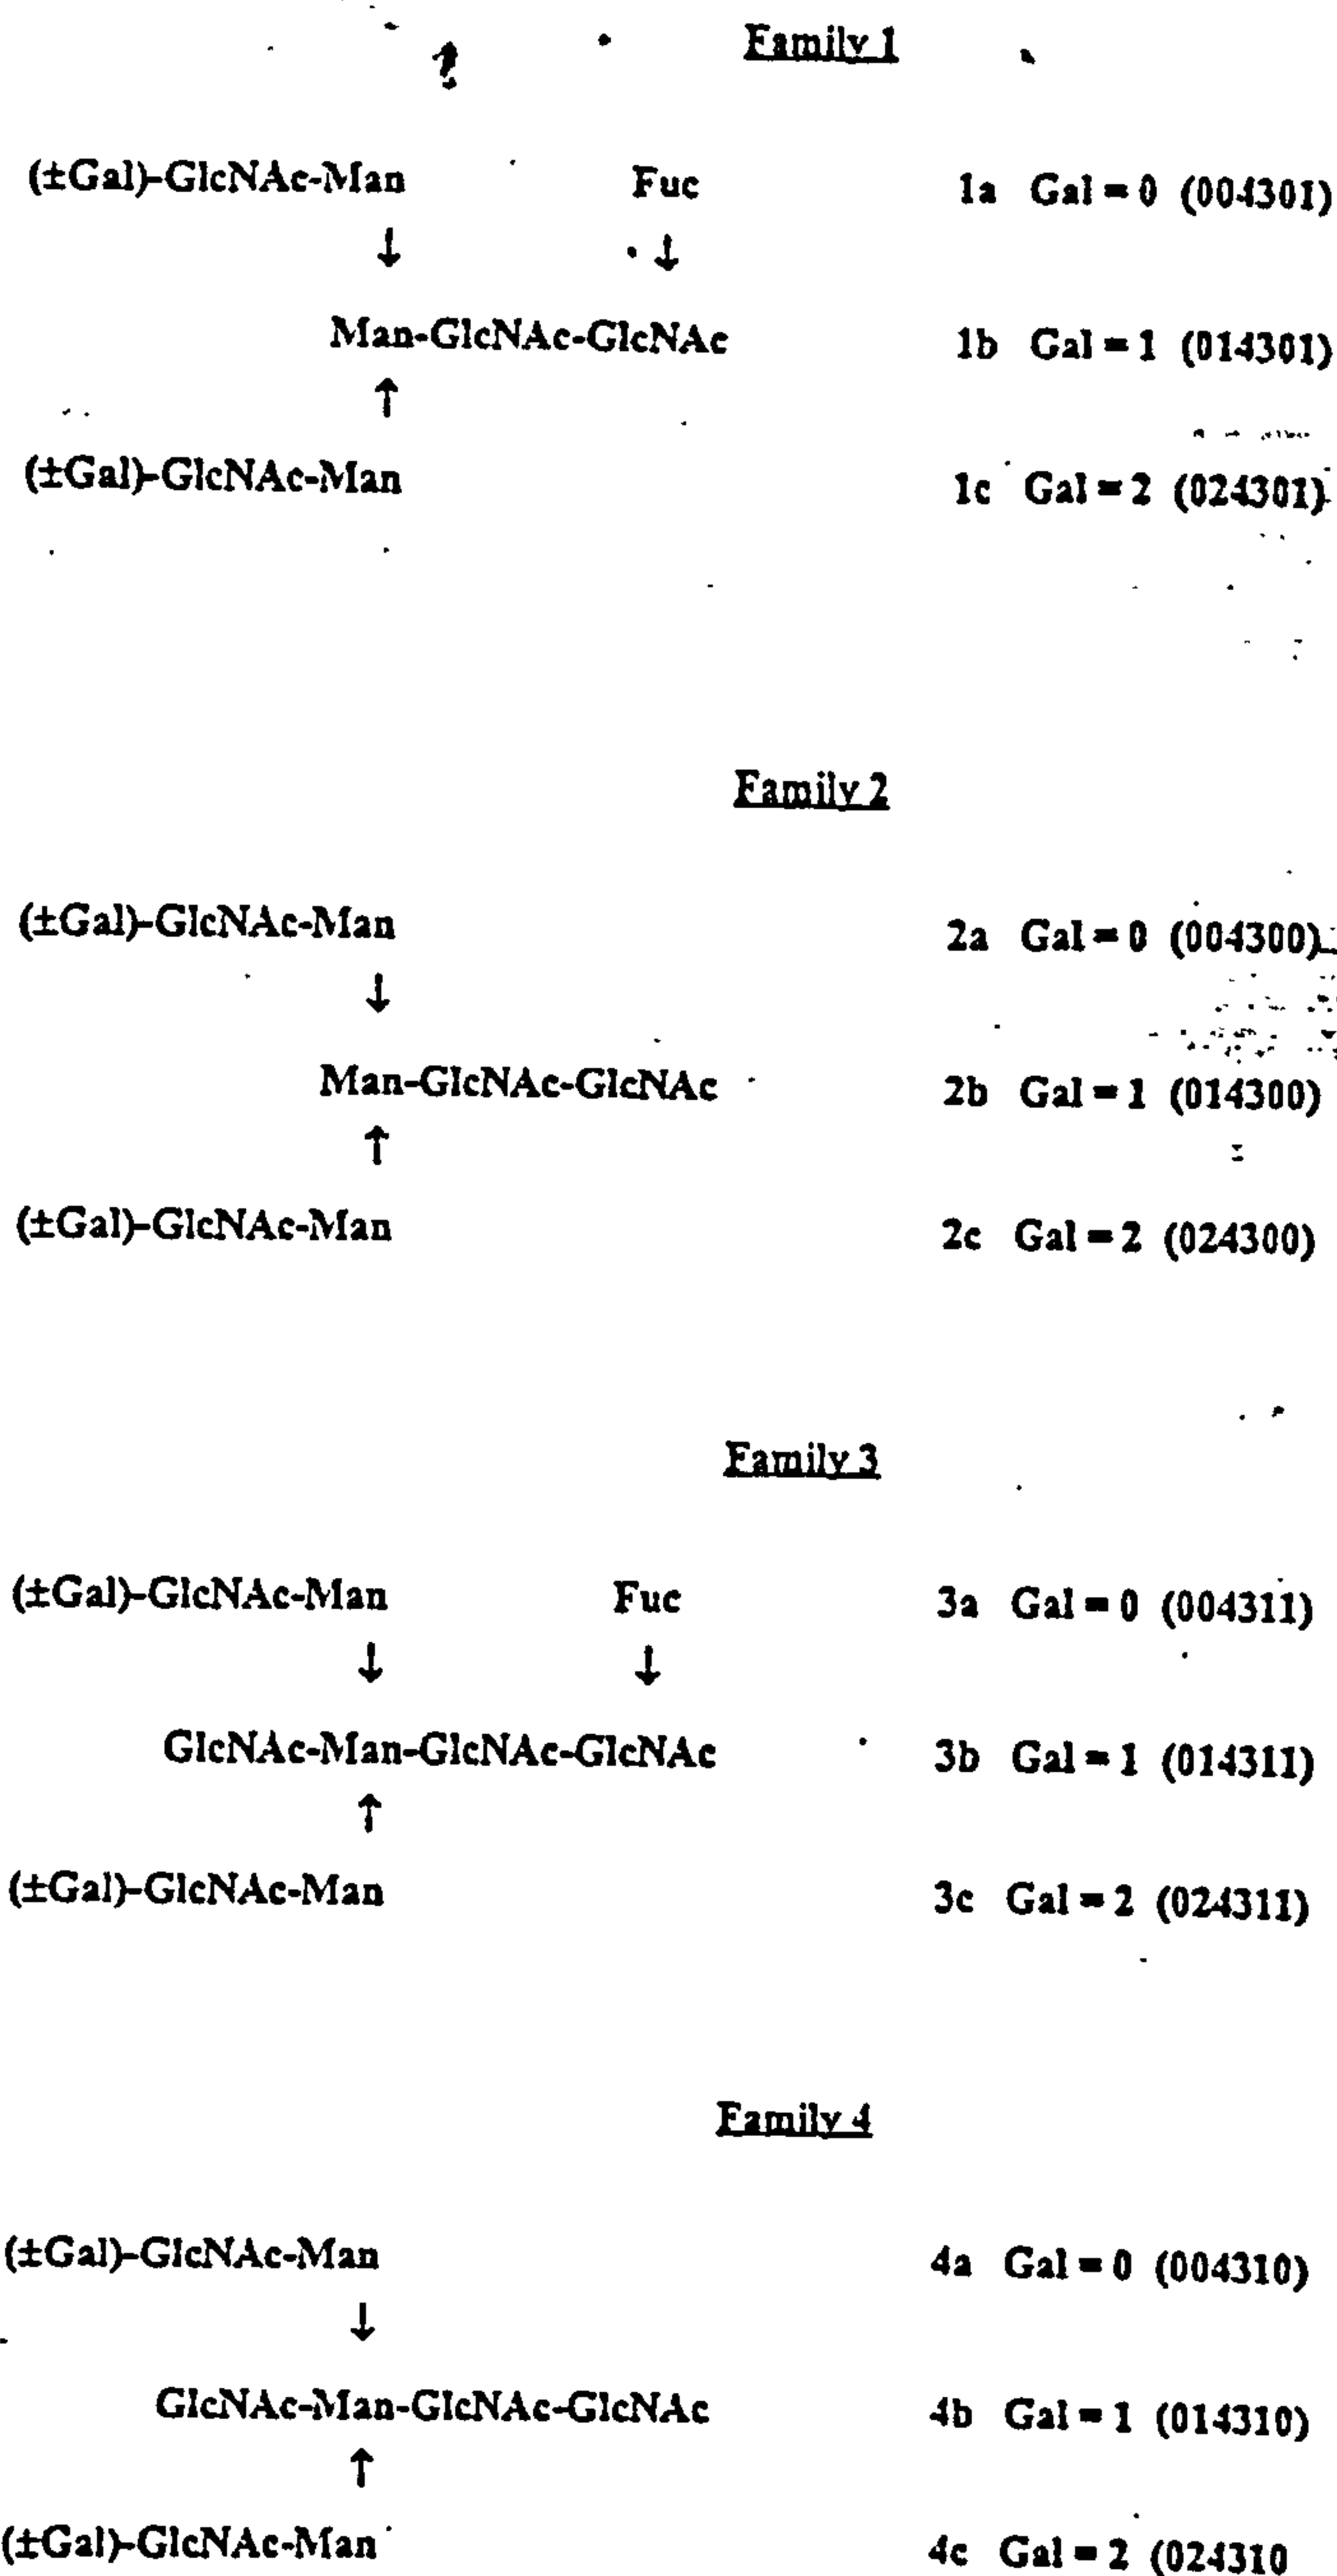 Family 1
(±Gal)-GlcNAc-Man Fuc 1a Gal = 0 (004301)
↓ ↓
Man-GlcNAc-GlcNAc 1b Gal = 1 (014301)
↑
(±Gal)-GlcNAc-Man 1c Gal = 2 (024301)
Family 2
(±Gal)-GlcNAc-Man 2a Gal = 0 (004300)
↓
Man-GlcNAc-GlcNAc 2b Gal = 1 (014300)
↑
(±Gal)-GlcNAc-Man 2c Gal = 2 (024300)
Family 3
(±Gal)-GlcNAc-Man Fuc 3a Gal = 0 (004311)
↓ ↓
GlcNAc-Man-GlcNAc-GlcNAc 3b Gal = 1 (014311)
↑
(±Gal)-GlcNAc-Man 3c Gal = 2 (024311)
Family 4
(±Gal)-GlcNAc-Man 4a Gal = 0 (004310)
↓
GlcNAc-Man-GlcNAc-GlcNAc 4b Gal = 1 (014310)
↑
(±Gal)-GlcNAc-Man 4c Gal = 2 (024310